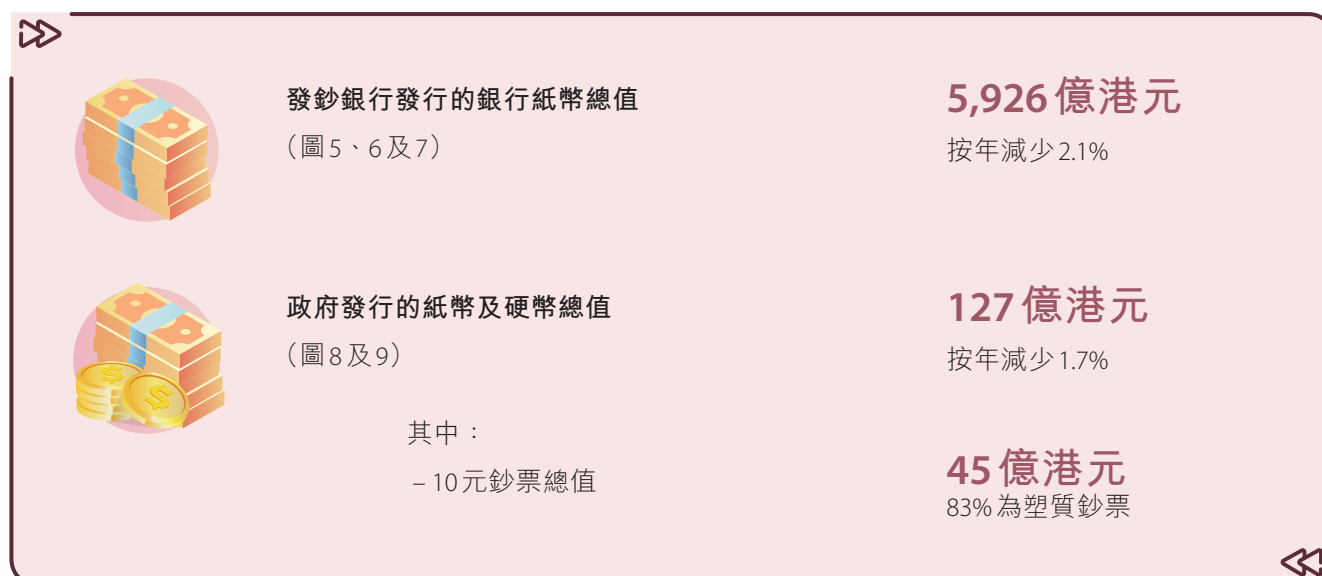 發鈔銀行發行的銀行紙幣總值
（圖5、6及7）
5,926億港元
按年減少2.1%
政府發行的紙幣及硬幣總值
（圖8及9）
127億港元
按年減少1.7%
其中：
– 10元鈔票總值
45億港元
83%為塑質鈔票